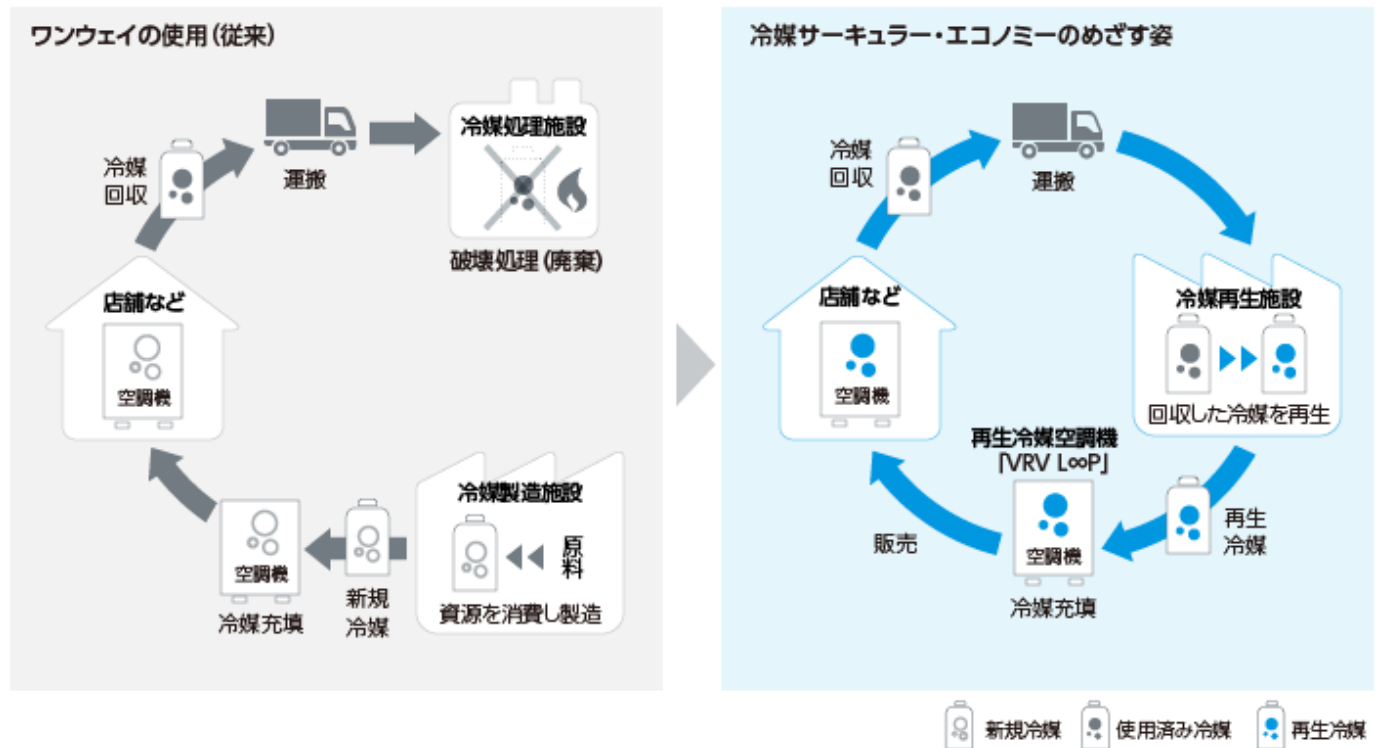 ワンウェイの使用(従来)
冷媒
回収
運搬
冷媒処理施設
破壊処理(廃棄)
店舗など
空調機
冷媒製造施設
原料
資源を消費し製造
新規
冷媒
空調機
冷媒充填
冷媒サーキュラー・エコノミーのめざす姿
冷媒
回収
運搬
店舗など
空調機
冷媒再生施設
回収した冷媒を再生
再生
冷媒
再生冷媒空調機
「VRV L∞P」
空調機
冷媒充填
販売
新規冷媒
使用済み冷媒
再生冷媒